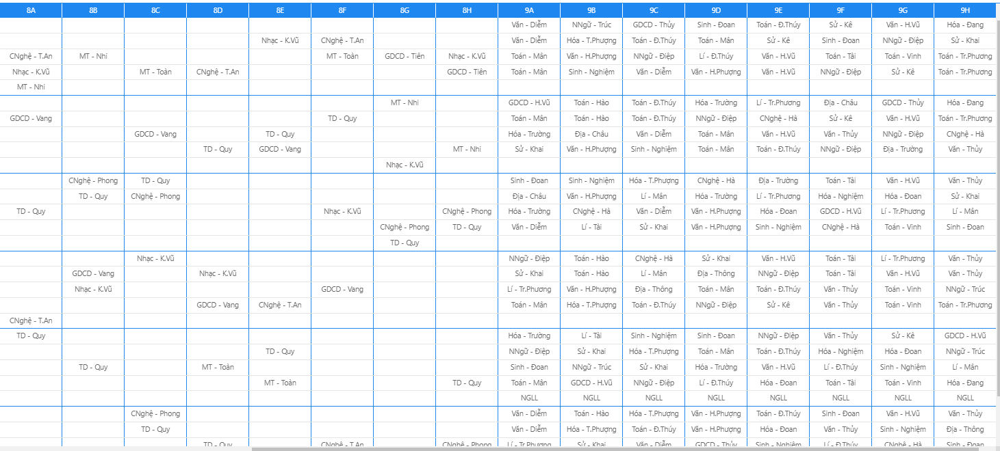 8A 8B 8C 8D 8E 8F 8G 8H 9A 9B 9C 9D 9E 9F 9G 9H
Văn - Diễm NNgữ - Trúc GDCD - Thủy Sinh - Đoan Toán - Đ.Thúy Sử - Kê Văn - H.Vũ Hóa - Đang
Nhạc - K.Vũ CNghệ - T.An Văn - Diễm Hóa - T.Phượng Toán - Đ.Thúy Toán - Mân Sử - Kê Sinh - Đoan NNgữ - Điệp Sử - Khai
CNghệ - T.An MT - Nhi MT - Toàn GDCD - Tiên Nhạc - K.Vũ Toán - Mân Văn - H.Phượng NNgữ - Điệp Lí - Đ.Thúy Văn - H.Vũ Toán - Tài Toán - Vinh Toán - Tr.Phương
Nhạc - K.Vũ MT - Toàn CNghệ - T.An GDCD - Tiên Toán - Mân Sinh - Nghiệm Văn - Diễm Văn - H.Phượng Văn - H.Vũ NNgữ - Điệp Sử - Kê Toán - Tr.Phương
MT - Nhi
MT - Nhi GDCD - H.Vũ Toán - Hào Toán - Đ.Thúy Hóa - Trường Lí - Tr.Phương Địa - Châu GDCD - Thủy Hóa - Đang
GDCD - Vang TD - Quy Toán - Mân Toán - Hào Toán - Đ.Thúy NNgữ - Điệp CNghệ - Hà Sử - Kê Văn - H.Vũ Toán - Tr.Phương
GDCD - Vang TD - Quy Hóa - Trường Địa - Châu Văn - Diễm Toán - Mân Văn - H.Vũ Văn - Thủy NNgữ - Điệp CNghệ - Hà
TD - Quy GDCD - Vang MT - Nhi Sử - Khai Văn - H.Phượng Sinh - Nghiệm Toán - Mân Toán - Đ.Thúy NNgữ - Điệp Địa - Trường Văn - Thủy
Nhạc - K.Vũ
CNghệ - Phong TD - Quy Sinh - Đoan Sinh - Nghiệm Hóa - T.Phượng CNghệ - Hà Địa - Trường Toán - Tài Văn - H.Vũ Văn - Thủy
TD - Quy CNghệ - Phong Địa - Châu Văn - H.Phượng Lí - Mân Hóa - Trường Lí - Tr.Phương Hóa - Nghiệm Hóa - Đoan Sử - Khai
TD - Quy Nhạc - K.Vũ CNghệ - Phong Hóa - Trường CNghệ - Hà Văn - Diễm Văn - H.Phượng Hóa - Đoan GDCD - H.Vũ Lí - Tr.Phương Lí - Mân
CNghệ - Phong TD - Quy Văn - Diễm Lí - Tài Sử - Khai Văn - H.Phượng Sinh - Nghiệm CNghệ - Hà Toán - Vinh Sinh - Đoan
TD - Quy
Nhạc - K.Vũ NNgữ - Điệp Toán - Hào CNghệ - Hà Sử - Khai Văn - H.Vũ Toán - Tài Lí - Tr.Phương Văn - Thủy
GDCD - Vang Nhạc - K.Vũ Sử - Khai Toán - Hào Lí - Mân Địa - Thông NNgữ - Điệp Toán - Tài Văn - H.Vũ Văn - Thủy
Nhạc - K.Vũ GDCD - Vang Lí - Tr.Phương Văn - H.Phượng Địa - Thông Toán - Mân Toán - Đ.Thúy Văn - Thủy Toán - Vinh NNgữ - Trúc
GDCD - Vang CNghệ - T.An Toán - Mân Hóa - T.Phượng Toán - Đ.Thúy NNgữ - Điệp Sử - Kê Văn - Thủy Toán - Vinh Toán - Tr.Phương
CNghệ - T.An
TD - Quy Hóa - Trường Lí - Tài Sinh - Nghiệm Sinh - Đoan NNgữ - Điệp Văn - Thủy Sử - Kê GDCD - H.Vũ
TD - Quy NNgữ - Điệp Sử - Khai Hóa - T.Phượng Toán - Mân Toán - Đ.Thúy Hóa - Nghiệm Hóa - Đoan NNgữ - Trúc
TD - Quy MT - Toàn Sinh - Đoan NNgữ - Trúc Sử - Khai Hóa - Trường Văn - H.Vũ Lí - Đ.Thúy Sinh - Nghiệm Lí - Mân
MT - Toàn TD - Quy Toán - Mân GDCD - H.Vũ NNgữ - Điệp Lí - Đ.Thúy Hóa - Đoan Toán - Tài Toán - Vinh Hóa - Đang
NGLL NGLL NGLL NGLL NGLL NGLL NGLL NGLL
CNghệ - Phong Văn - Diễm Toán - Hào Hóa - T.Phượng Văn - H.Phượng Toán - Đ.Thúy Sinh - Đoan Văn - H.Vũ Văn - Thủy
TD - Quy Văn - Diễm Hóa - T.Phượng Toán - Đ.Thúy Văn - H.Phượng Hóa - Đoan Văn - Thủy Sinh - Nghiệm Địa - Thông
TD - Quy CNghệ - T.An CNghệ - Phong Lí - Tr.Phương Sử - Khai Văn - Diễm GDCD - Thủy Sinh - Nghiệm Lí - Đ.Thúy CNghệ - Hà Sinh - Đoan